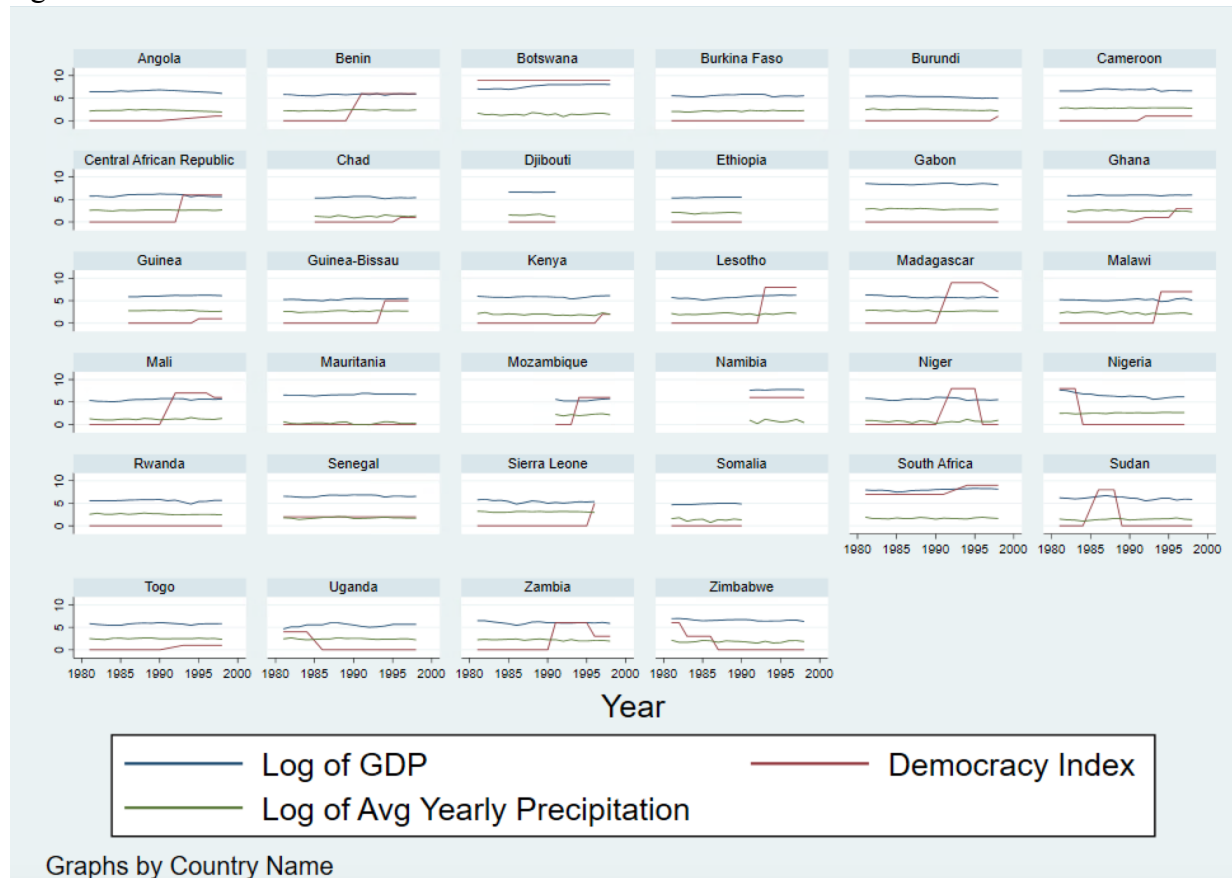 Angola Benin Botswana Burkina Faso Burundi Cameroon
0 5 10
Central African Republic Chad Djibouti Ethiopia Gabon Ghana
0 5 10
Guinea Guinea-Bissau Kenya Lesotho Madagascar Malawi
0 5 10
Mali Mauritania Mozambique Namibia Niger Nigeria
0 5 10
Rwanda Senegal Sierra Leone Somalia South Africa Sudan
0 5 10
1980 1985 1990 1995 2000 1980 1985 1990 1995 2000
Togo Uganda Zambia Zimbabwe
0 5 10
1980 1985 1990 1995 2000 1980 1985 1990 1995 2000 1980 1985 1990 1995 2000 1980 1985 1990 1995 2000
Year
Log of GDP Democracy Index
Log of Avg Yearly Precipitation
Graphs by Country Name